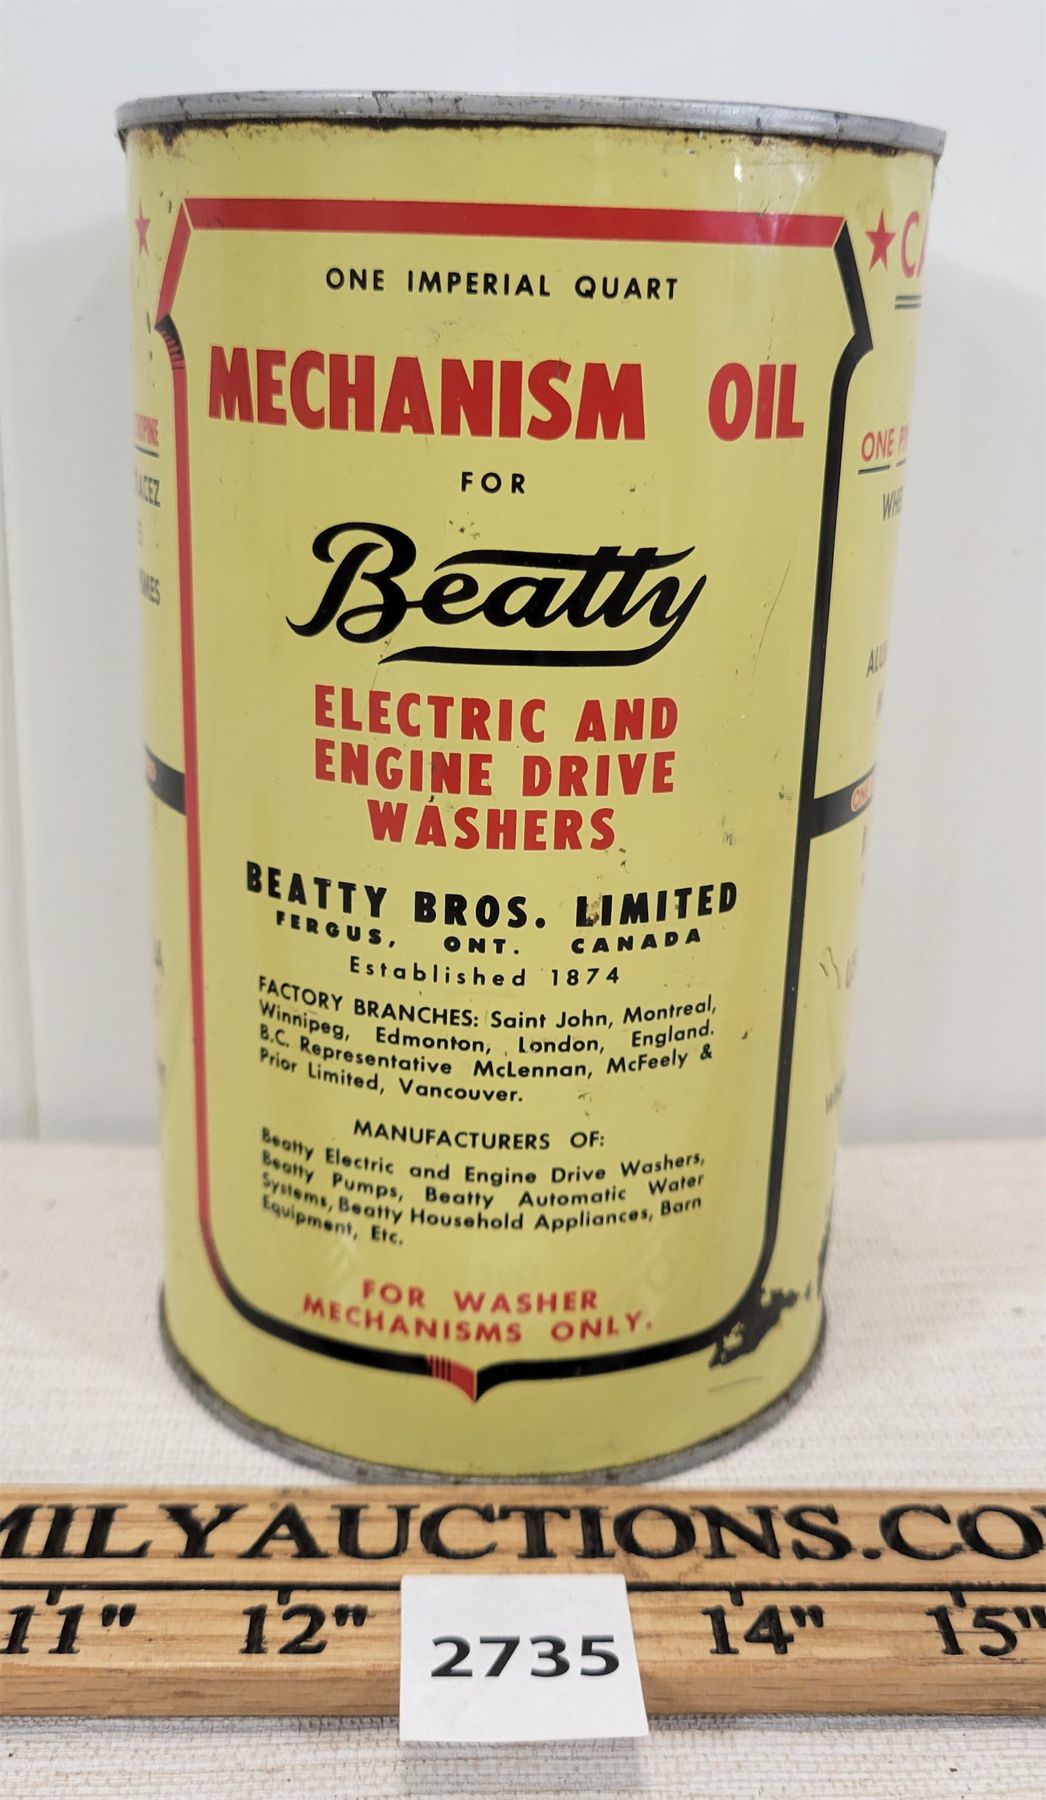 ONE IMPERIAL QUART
MECHANISM OIL
FOR
Beatty
ELECTRIC AND
ENGINE DRIVE
WASHERS
BEATTY BROS. LIMITED
FERGUS, ONT. CANADA
Established 1874
FACTORY BRANCHES: Saint John, Montreal,
Winnipeg, Edmonton, London, England.
B.C. Representative McLennan, McFeely &
Prior Limited, Vancouver.
MANUFACTURERS OF:
Beatty Electric and Engine Drive Washers,
Beatty Pumps, Beatty Automatic Water
Systems, Beatty Household Appliances, Barn
Equipment, Etc.
FOR WASHER
MECHANISMS ONLY.
ONE
MILYAUCTIONS.CO
11" 12" 14" 15"
2735